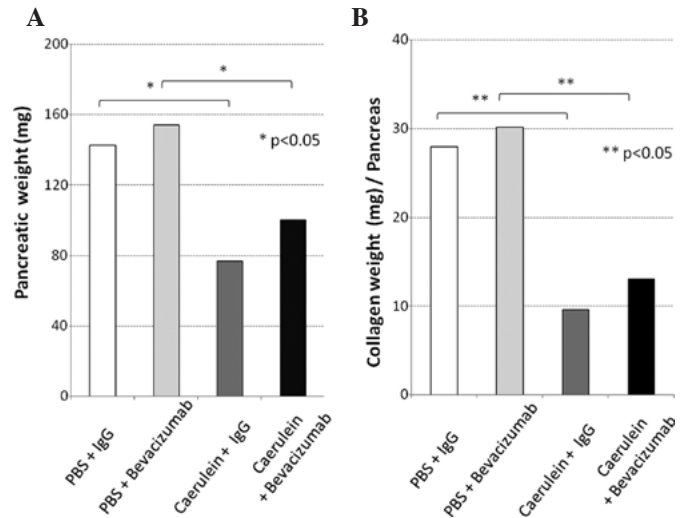 A
Pancreatic weight (mg)
200
160
120
80
40
0
*
*
* p<0.05
PBS + IgG
PBS + Bevacizumab
Caerulein + IgG
Caerulein
+ Bevacizumab
B
Collagen weight (mg) / Pancreas
40
30
20
10
0
**
**
** p<0.05
PBS + IgG
PBS + Bevacizumab
Caerulein + IgG
Caerulein
+ Bevacizumab